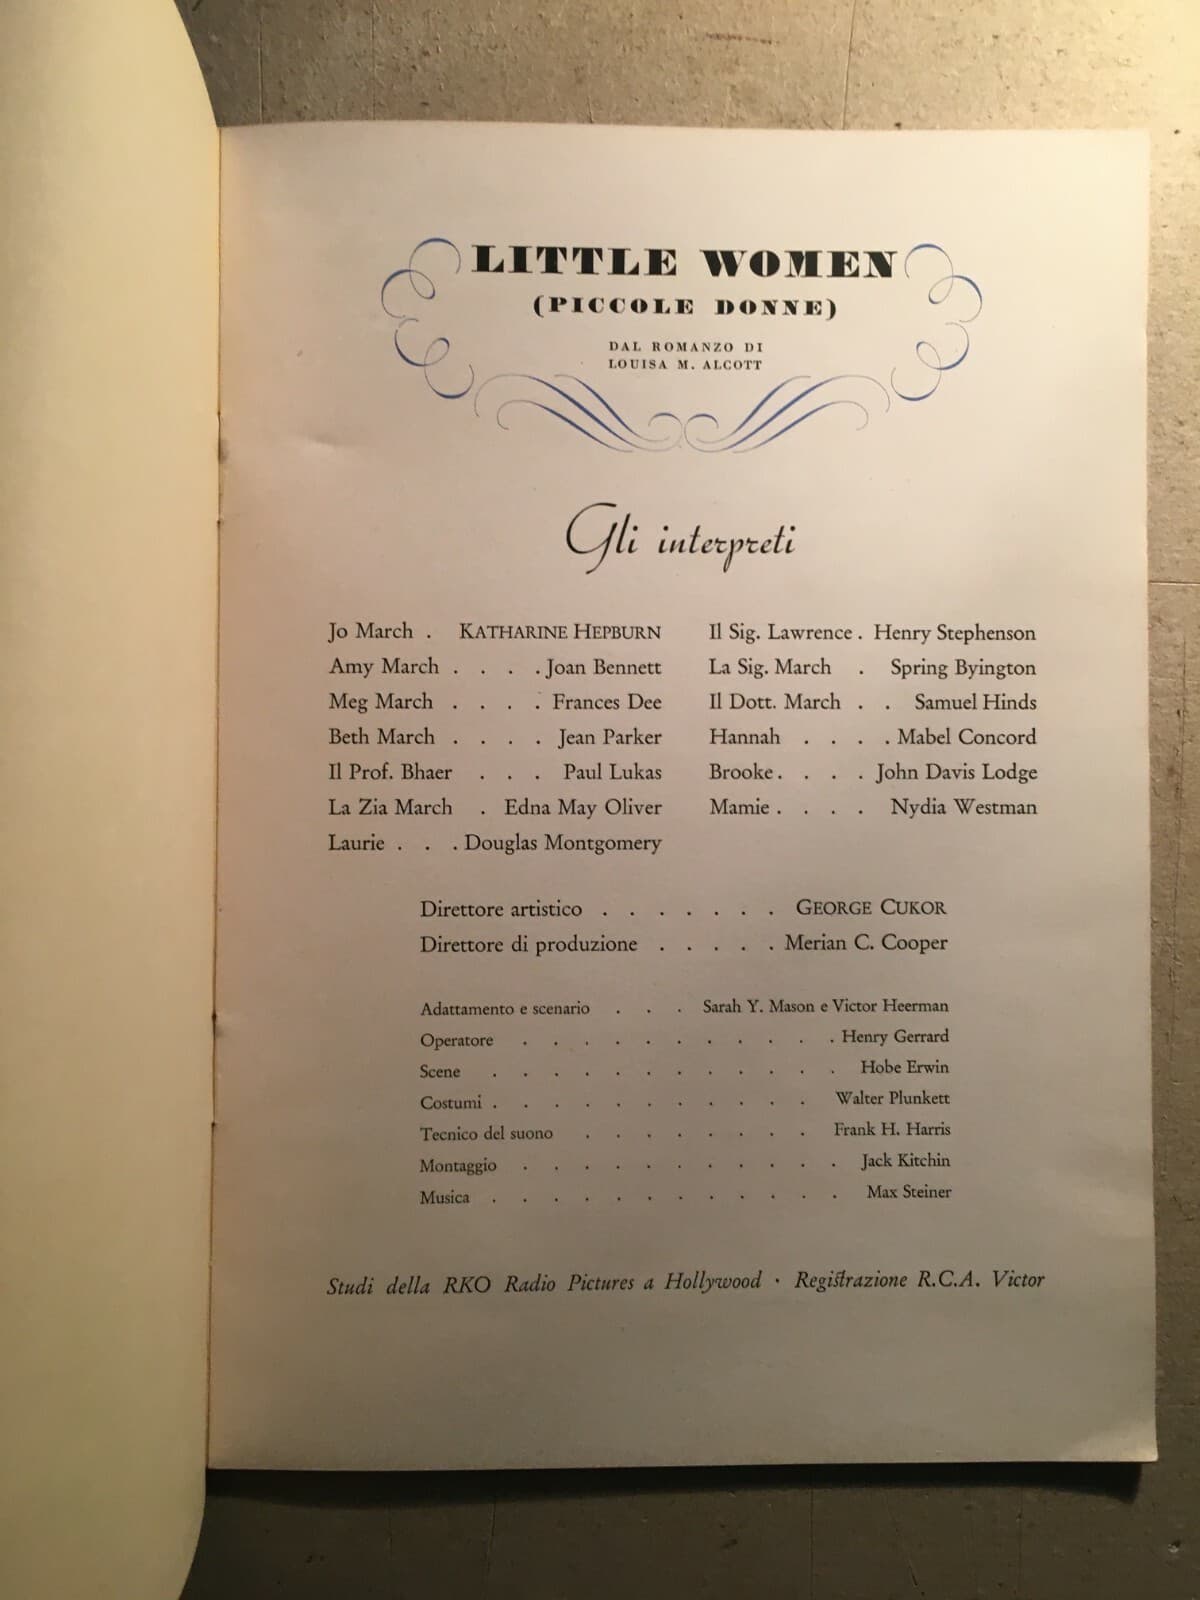 LITTLE WOMEN
(PICCOLE DONNE)
DAL ROMANZO DI
LOUISA M. ALCOTT
Gli interpreti
Jo March . KATHARINE HEPBURN
Amy March . . . . Joan Bennett
Meg March . . . . Frances Dee
Beth March . . . . Jean Parker
Il Prof. Bhaer . . . Paul Lukas
La Zia March . Edna May Oliver
Laurie . . . Douglas Montgomery
Il Sig. Lawrence . Henry Stephenson
La Sig. March . Spring Byington
Il Dott. March . . Samuel Hinds
Hannah . . . . Mabel Concord
Brooke . . . . John Davis Lodge
Mamie . . . . Nydia Westman
Direttore artistico . . . . . . . GEORGE CUKOR
Direttore di produzione . . . . . Merian C. Cooper
Adattamento e scenario . . . Sarah Y. Mason e Victor Heerman
Operatore . . . . . . . . . . . Henry Gerrard
Scene . . . . . . . . . . . . Hobe Erwin
Costumi . . . . . . . . . . . Walter Plunkett
Tecnico del suono . . . . . . . . Frank H. Harris
Montaggio . . . . . . . . . . . Jack Kitchin
Musica . . . . . . . . . . . . Max Steiner
Studi della RKO Radio Pictures a Hollywood · Registrazione R.C.A. Victor